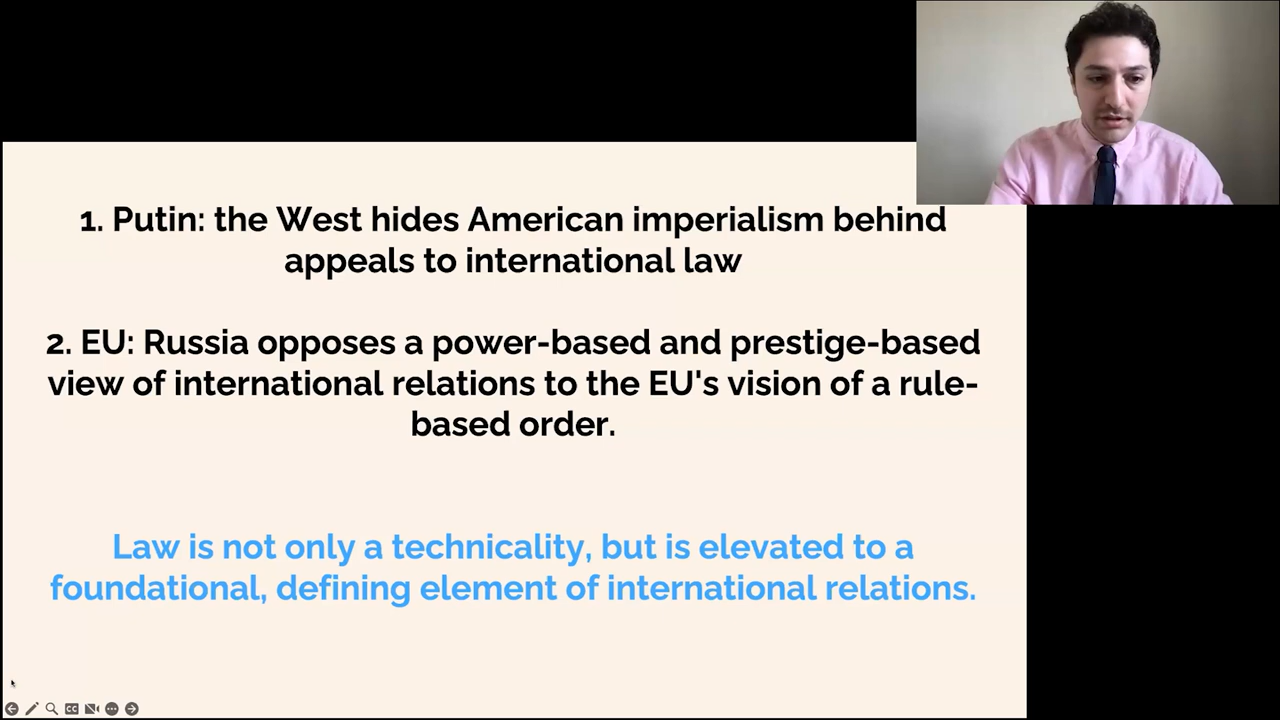 1. Putin: the West hides American imperialism behind
appeals to international law
2. EU: Russia opposes a power-based and prestige-based
view of international relations to the EU's vision of a rule-
based order.
Law is not only a technicality, but is elevated to a
foundational, defining element of international relations.
CC